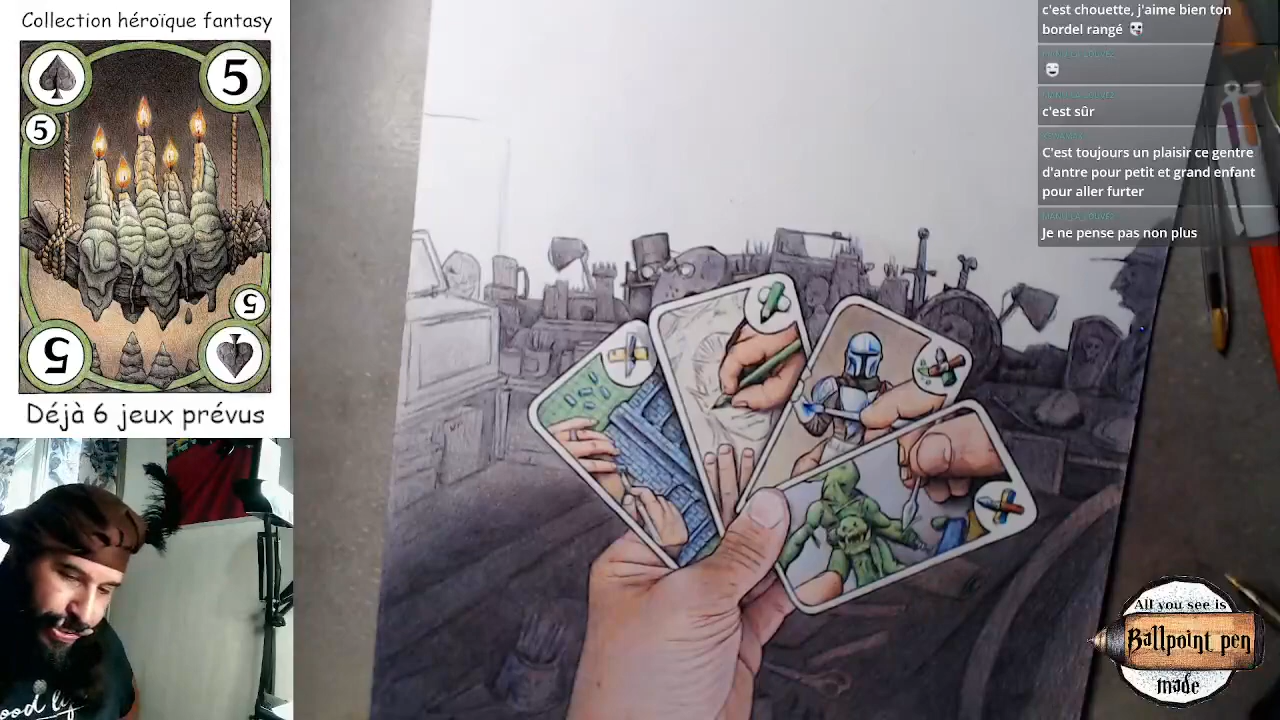 Collection héroïque fantasy
5
5
5
5
Déjà 6 jeux prévus
c'est chouette, j'aime bien ton
bordel rangé
c'est sûr
C'est toujours un plaisir ce gentre
d'antre pour petit et grand enfant
pour aller furter
MANU_LA_LOUVE2
Je ne pense pas non plus
All you see is
Ballpoint pen
made